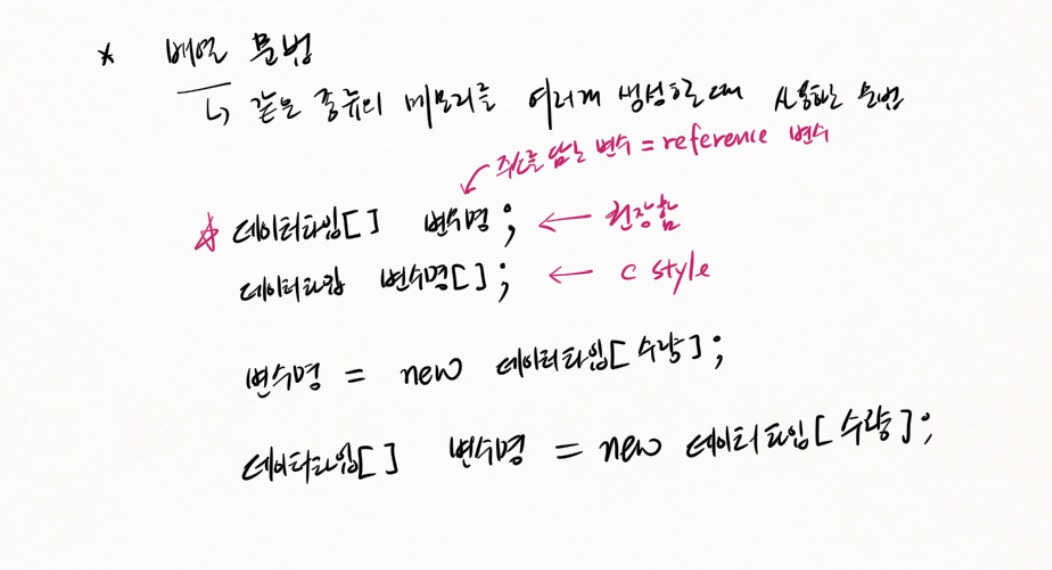 * 배열 문법
↳ 같은 종류의 메모리를 여러개 생성할 때 사용하는 문법
주소를 담는 변수 = reference 변수
☆ 데이터타입[] 변수명; ← 권장함
데이터타입 변수명[]; ← C style
변수명 = new 데이터타입[수량];
데이터타입[] 변수명 = new 데이터타입[수량];